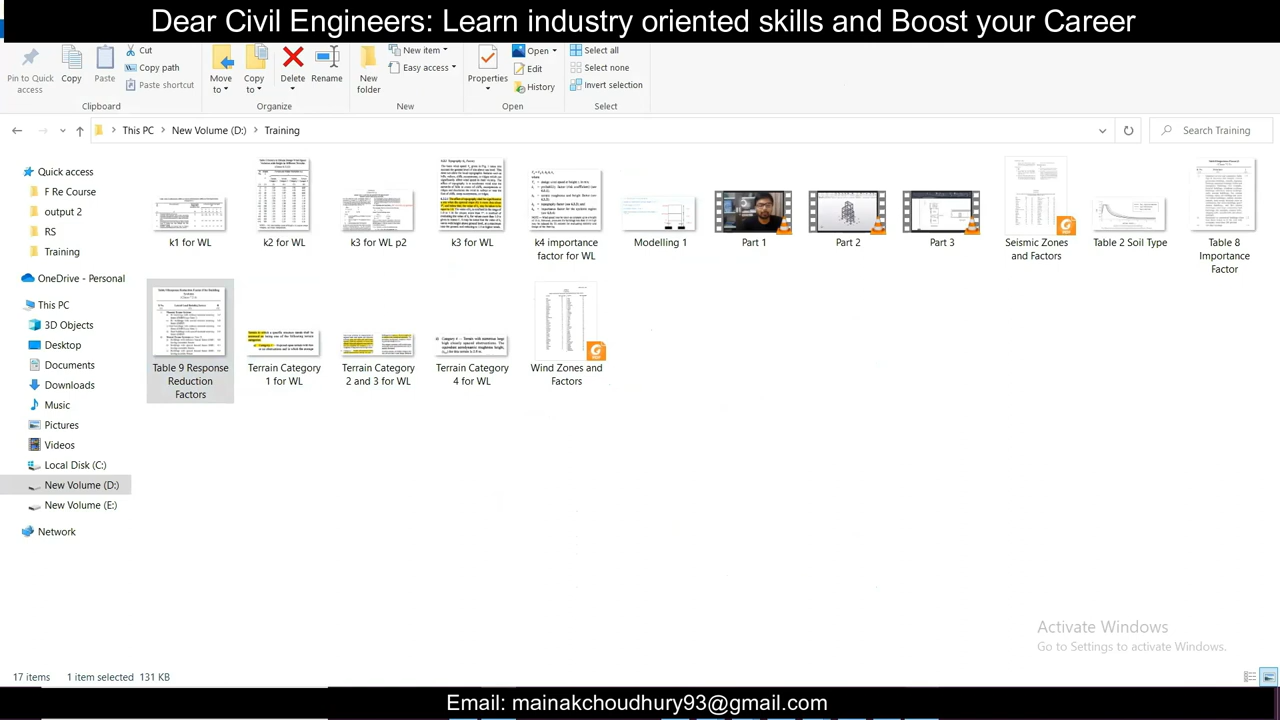 Dear Civil Engineers: Learn industry oriented skills and Boost your Career
Pin to Quick access
Copy
Paste
Cut
Copy path
Paste shortcut
Clipboard
Move to
Copy to
Delete
Rename
Organize
New folder
New item
Easy access
New
Properties
Open
Edit
History
Open
Select all
Select none
Invert selection
Select
This PC
New Volume (D:)
Training
Search Training
Quick access
F Re Course
output 2
RS
Training
OneDrive - Personal
This PC
3D Objects
Desktop
Documents
Downloads
Music
Pictures
Videos
Local Disk (C:)
New Volume (D:)
New Volume (E:)
Network
k1 for WL
k2 for WL
k3 for WL p2
k3 for WL
k4 importance
factor for WL
Modelling 1
Part 1
Part 2
Part 3
Seismic Zones
and Factors
Table 2 Soil Type
Table 8
Importance
Factor
Table 9 Response
Reduction
Factors
Terrain Category
1 for WL
Terrain Category
2 and 3 for WL
Terrain Category
4 for WL
Wind Zones and
Factors
Activate Windows
Go to Settings to activate Windows.
17 items
1 item selected 131 KB
Email: mainakchoudhury93@gmail.com